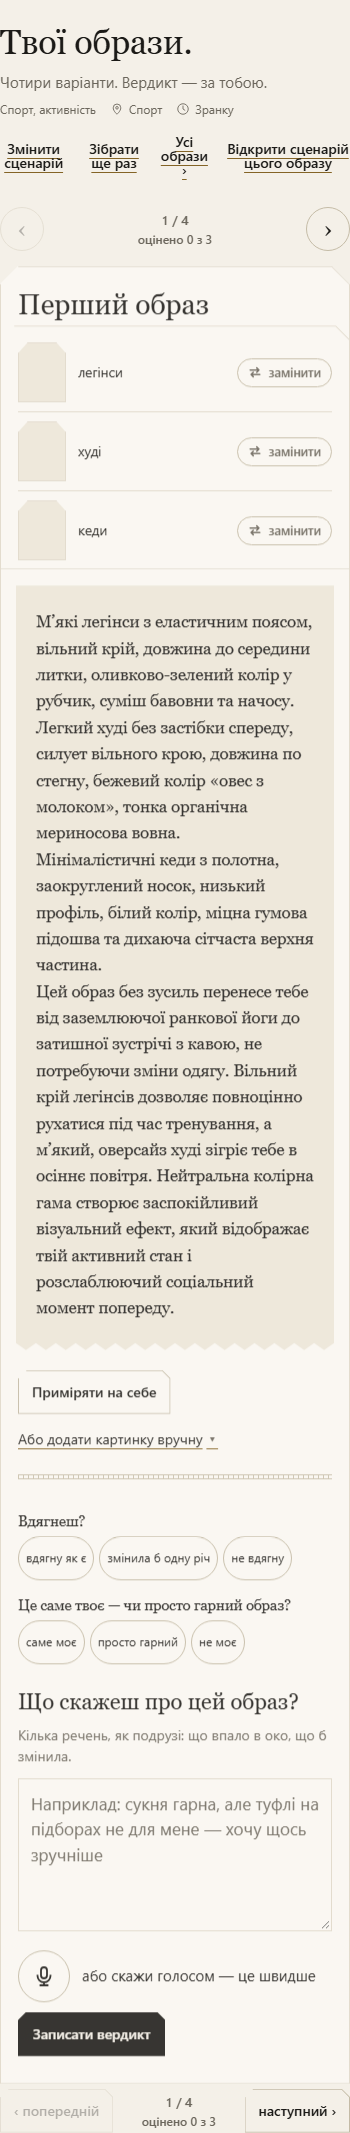 Твої образи.
Чотири варіанти. Вердикт — за тобою.
Спорт, активність Спорт Зранку
Змінити
сценарій
Зібрати
ще раз
Усі
образи
›
Відкрити сценарій
цього образу
‹
1 / 4
оцінено 0 з 3
›
Перший образ
легінси
замінити
худі
замінити
кеди
замінити
М’які легінси з еластичним поясом,
вільний крій, довжина до середини
литки, оливково-зелений колір у
рубчик, суміш бавовни та начосу.
Легкий худі без застібки спереду,
силует вільного крою, довжина по
стегну, бежевий колір «овес з
молоком», тонка органічна
мериносова вовна.
Мінімалістичні кеди з полотна,
заокруглений носок, низький
профіль, білий колір, міцна гумова
підошва та дихаюча сітчаста верхня
частина.
Цей образ без зусиль перенесе тебе
від заземлюючої ранкової йоги до
затишної зустрічі з кавою, не
потребуючи зміни одягу. Вільний
крій легінсів дозволяє повноцінно
рухатися під час тренування, а
м’який, оверсайз худі зігріє тебе в
осіннє повітря. Нейтральна колірна
гама створює заспокійливий
візуальний ефект, який відображає
твій активний стан і
розслаблюючий соціальний
момент попереду.
Приміряти на себе
Або додати картинку вручну ▾
Вдягнеш?
вдягну як є
змінила б одну річ
не вдягну
Це саме твоє — чи просто гарний образ?
саме моє
просто гарний
не моє
Що скажеш про цей образ?
Кілька речень, як подрузі: що впало в око, що б
змінила.
Наприклад: сукня гарна, але туфлі на
підборах не для мене — хочу щось
зручніше
або скажи голосом — це швидше
Записати вердикт
‹ попередній
1 / 4
оцінено 0 з 3
наступний ›